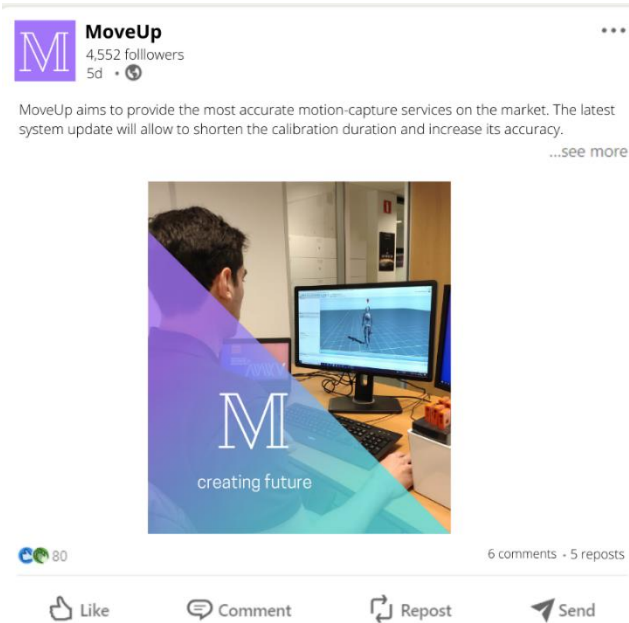 M
MoveUp
4,552 folllowers
5d •
MoveUp aims to provide the most accurate motion-capture services on the market. The latest
system update will allow to shorten the calibration duration and increase its accuracy.
...see more
M
creating future
80
6 comments - 5 reposts
Like
Comment
Repost
Send